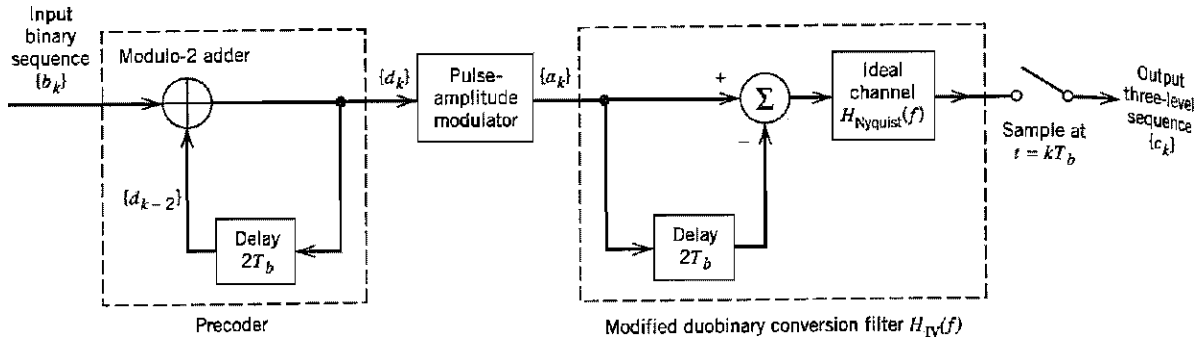 Input
binary
sequence
{b_k}
Modulo-2 adder
{d_k}
Pulse-
amplitude
modulator
{a_k}
+
Σ
−
Ideal
channel
H_Nyquist(f)
Output
three-level
sequence
{c_k}
Sample at
t = kT_b
{d_{k-2}}
Delay
2T_b
Delay
2T_b
Precoder
Modified duobinary conversion filter H_IV(f)